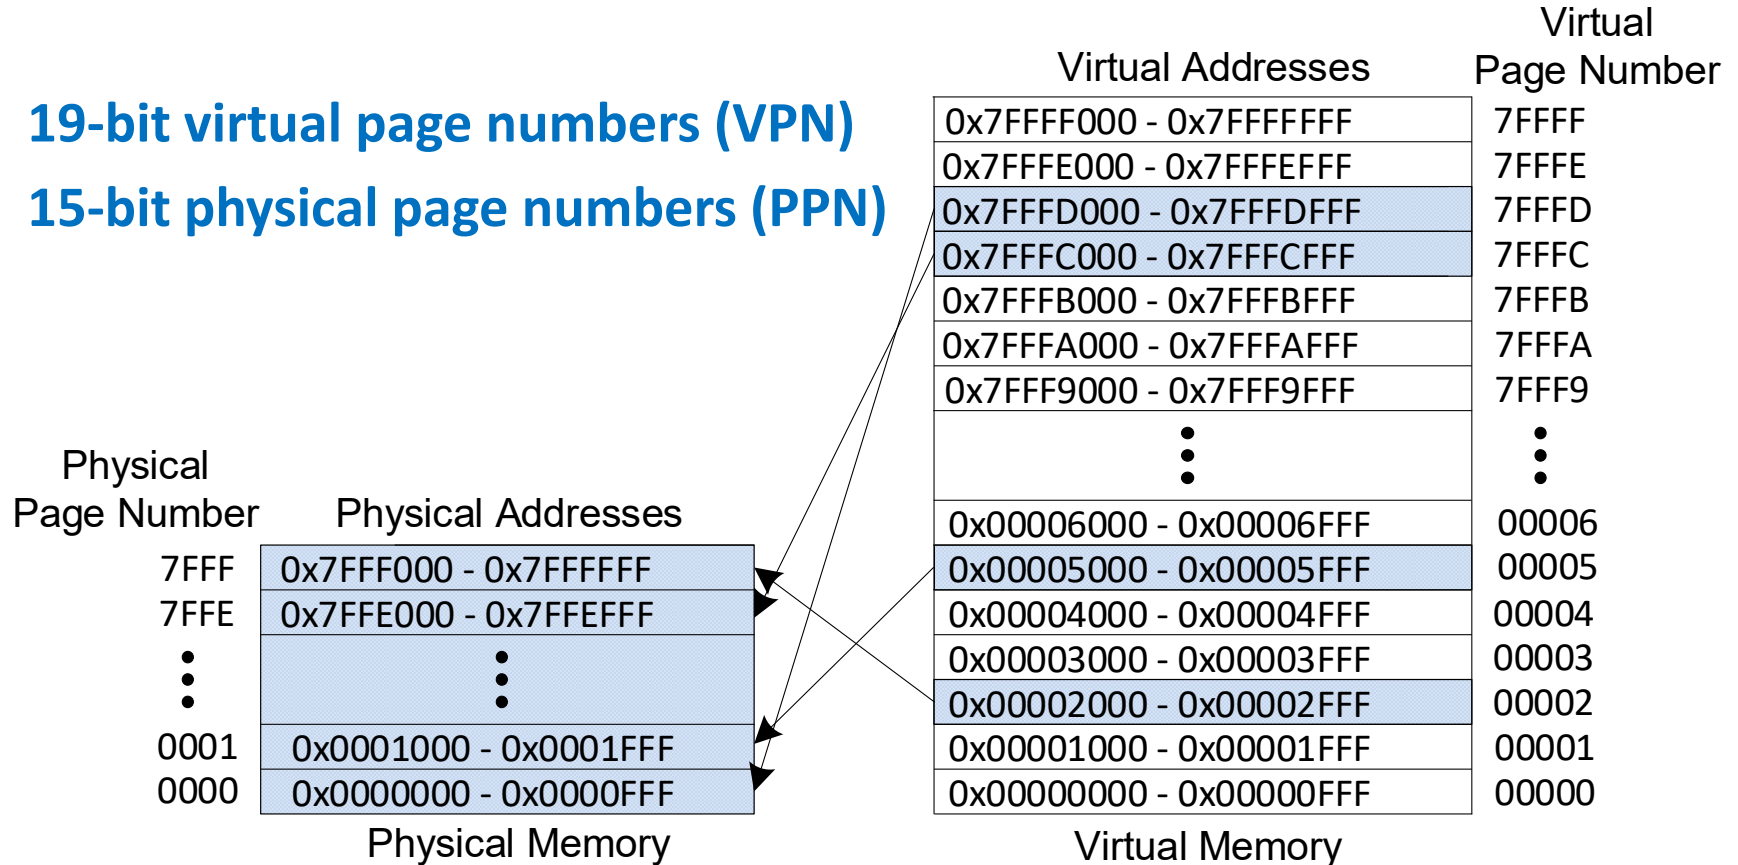 19-bit virtual page numbers (VPN)
15-bit physical page numbers (PPN)
Virtual Addresses
Virtual
Page Number
0x7FFFF000 - 0x7FFFFFFF 7FFFF
0x7FFFE000 - 0x7FFFEFFF 7FFFE
0x7FFFD000 - 0x7FFFDFFF 7FFFD
0x7FFFC000 - 0x7FFFCFFF 7FFFC
0x7FFFB000 - 0x7FFFBFFF 7FFFB
0x7FFFA000 - 0x7FFFAFFF 7FFFA
0x7FFF9000 - 0x7FFF9FFF 7FFF9
0x00006000 - 0x00006FFF 00006
0x00005000 - 0x00005FFF 00005
0x00004000 - 0x00004FFF 00004
0x00003000 - 0x00003FFF 00003
0x00002000 - 0x00002FFF 00002
0x00001000 - 0x00001FFF 00001
0x00000000 - 0x00000FFF 00000
Virtual Memory
Physical
Page Number
Physical Addresses
7FFF 0x7FFF000 - 0x7FFFFFF
7FFE 0x7FFE000 - 0x7FFEFFF
0001 0x0001000 - 0x0001FFF
0000 0x0000000 - 0x0000FFF
Physical Memory